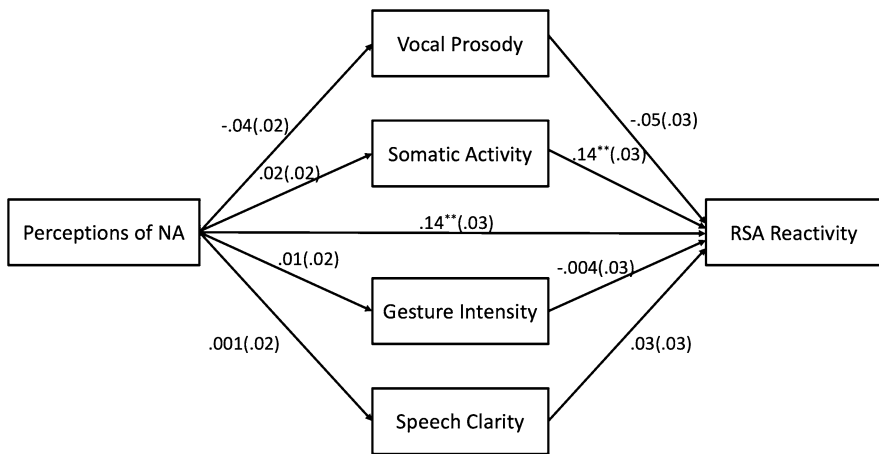 Vocal Prosody
-.04(.02)
-.05(.03)
Somatic Activity
.02(.02)
.14**(.03)
Perceptions of NA
.14**(.03)
RSA Reactivity
.01(.02)
-.004(.03)
Gesture Intensity
.001(.02)
.03(.03)
Speech Clarity